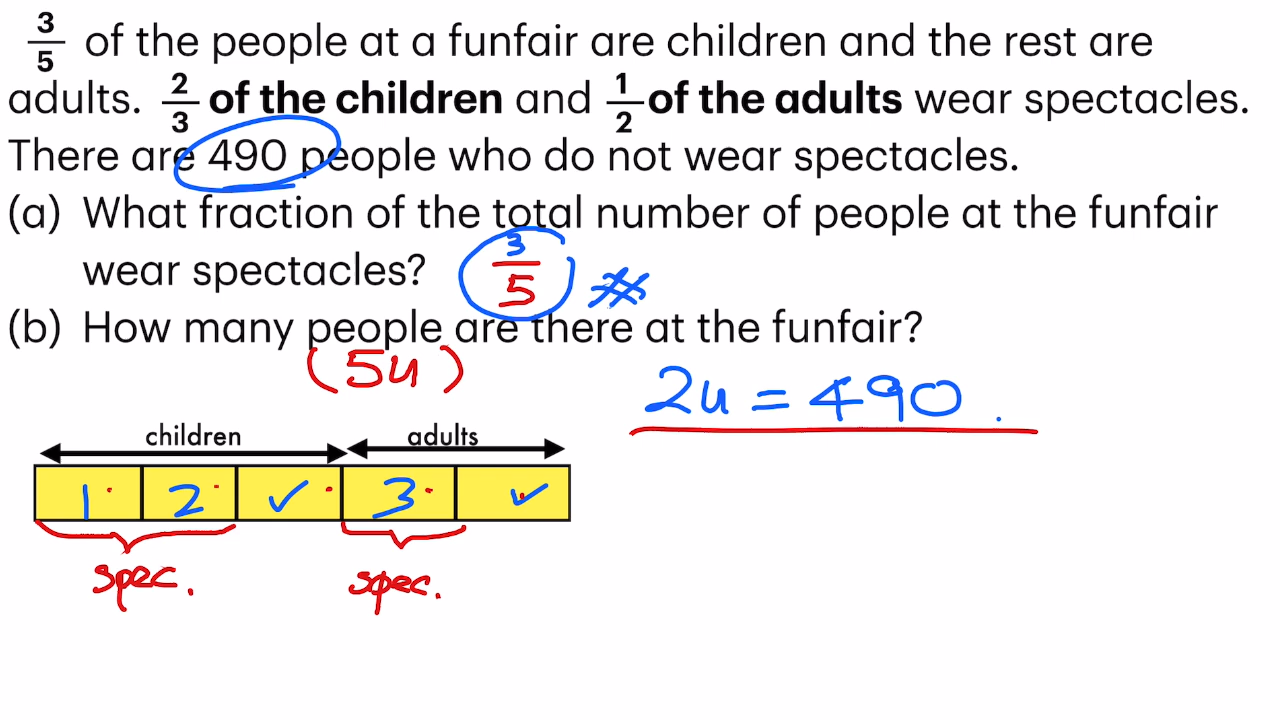 3/5 of the people at a funfair are children and the rest are
adults. 2/3 of the children and 1/2 of the adults wear spectacles.
There are 490 people who do not wear spectacles.
(a) What fraction of the total number of people at the funfair
wear spectacles? 3/5
(b) How many people are there at the funfair?
(5u)
2u = 490.
children adults
1 2 ✓ 3 ✓
spec. spec.